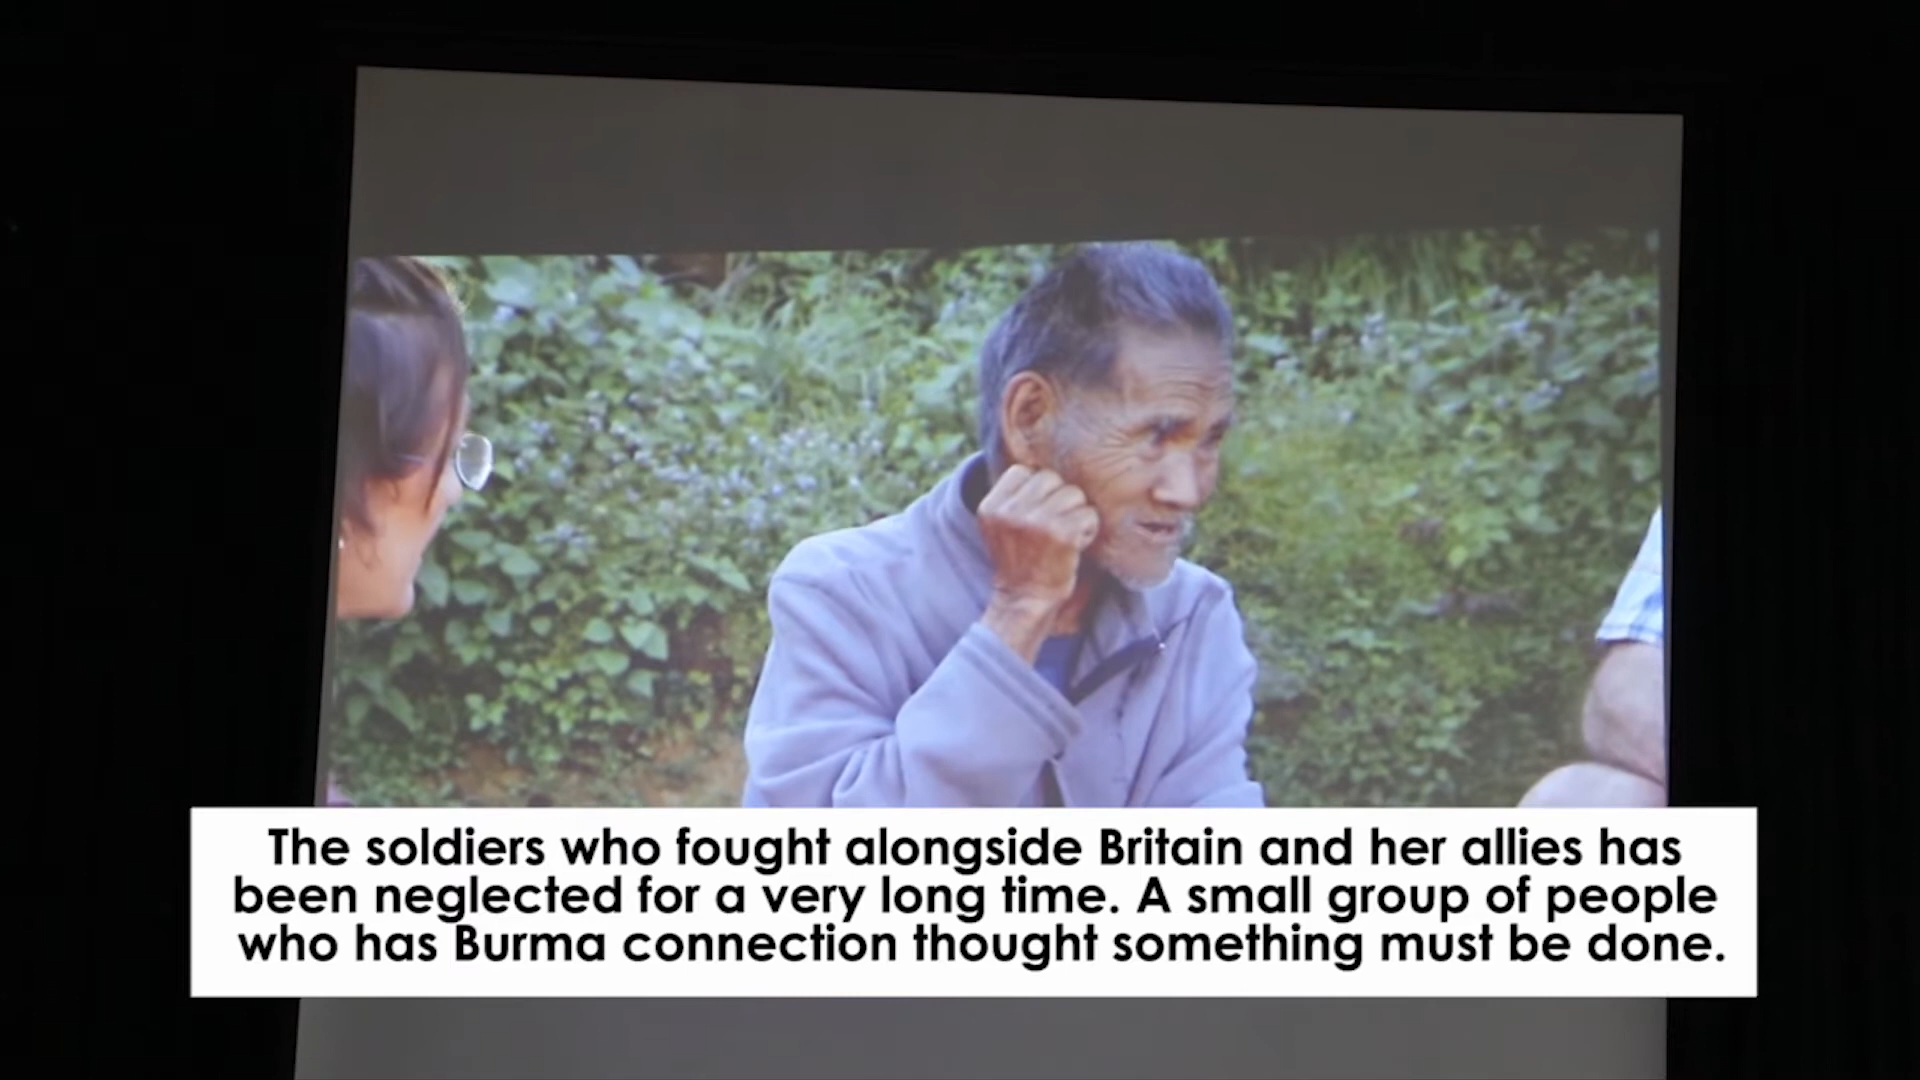 The soldiers who fought alongside Britain and her allies has
been neglected for a very long time. A small group of people
who has Burma connection thought something must be done.